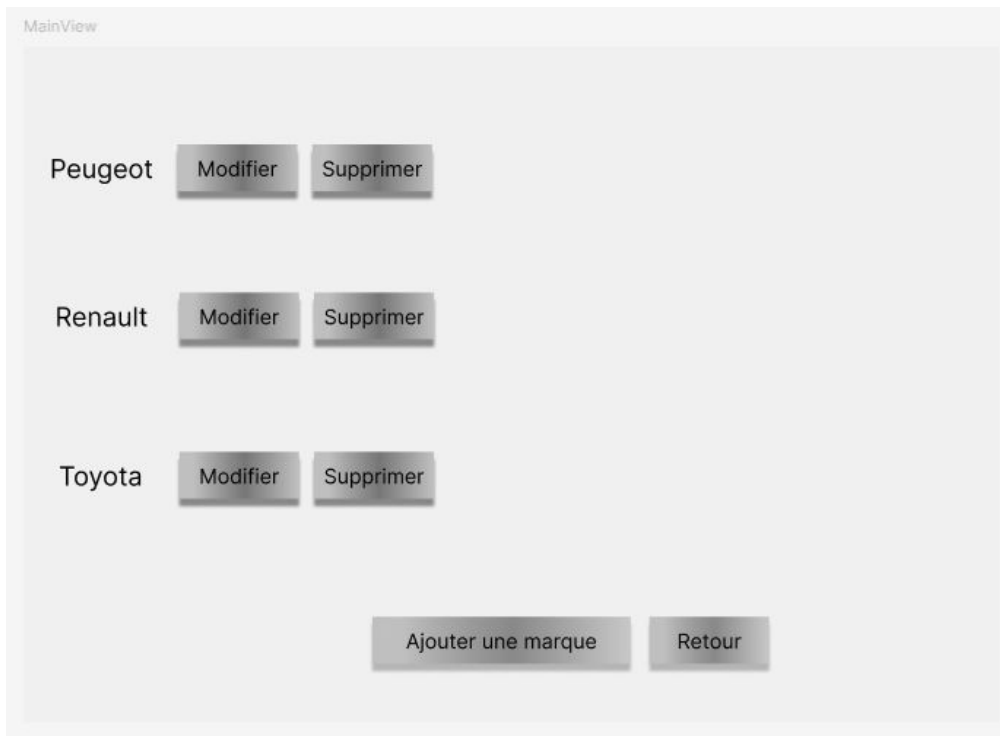 MainView
Peugeot Modifier Supprimer
Renault Modifier Supprimer
Toyota Modifier Supprimer
Ajouter une marque Retour